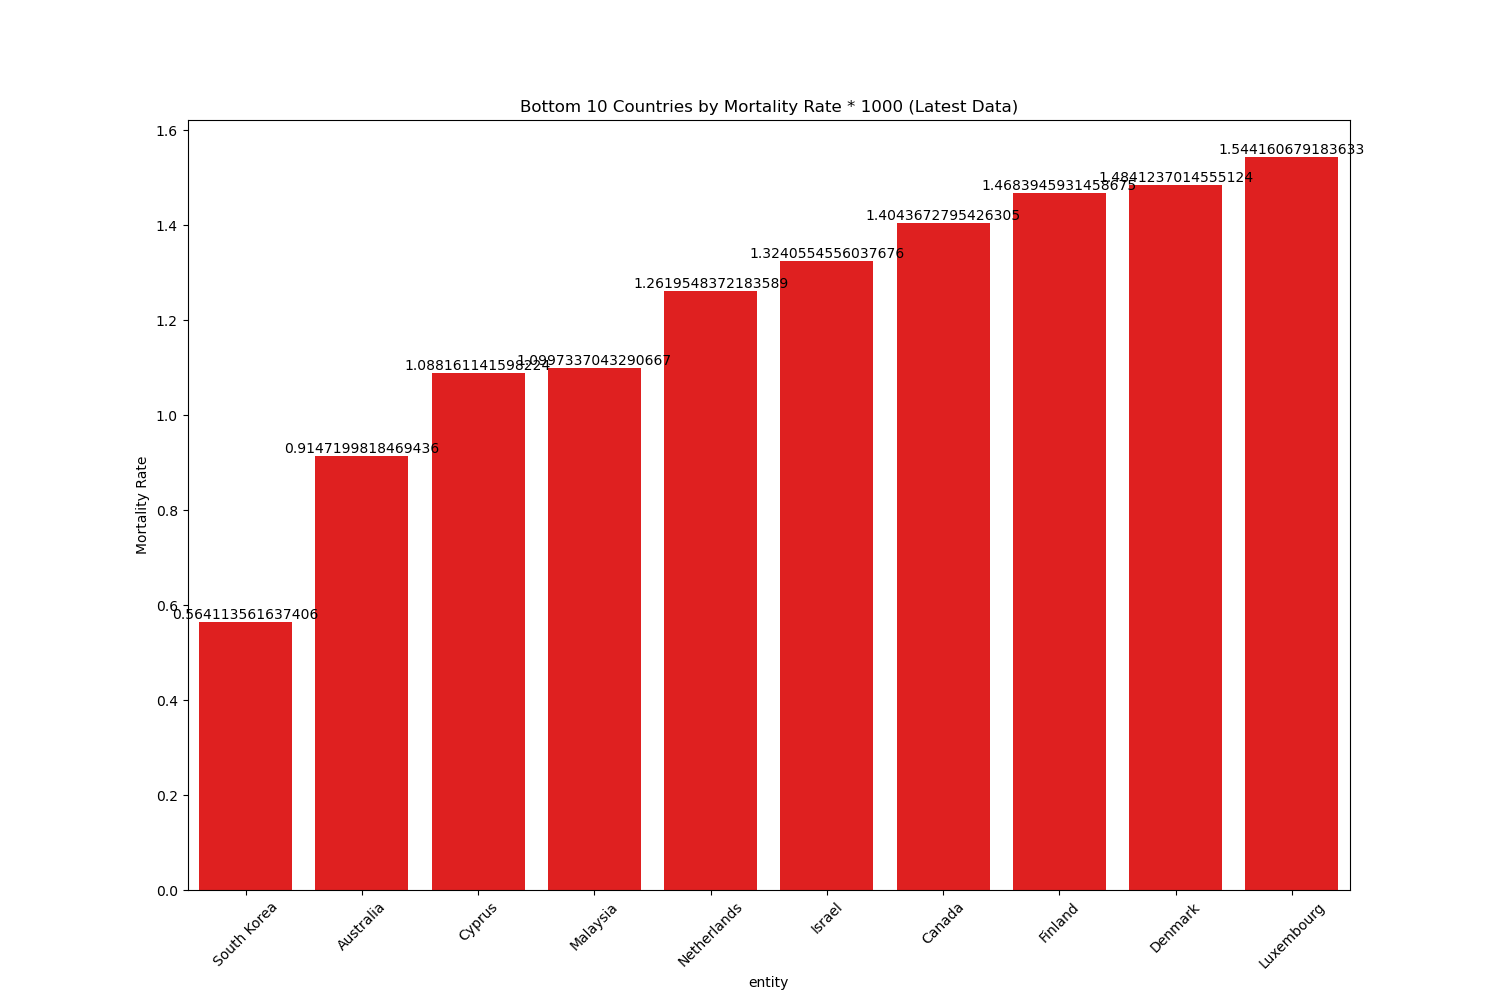 Bottom 10 Countries by Mortality Rate * 1000 (Latest Data)
1.6
1.4
1.2
1.0
0.8
0.6
0.4
0.2
0.0
Mortality Rate
0.564113561637406
0.9147199818469436
1.088161141598224
1.0997337043290667
1.2619548372183589
1.3240554556037676
1.4043672795426305
1.4683945931458675
1.4841237014555124
1.544160679183633
South Korea
Australia
Cyprus
Malaysia
Netherlands
Israel
Canada
Finland
Denmark
Luxembourg
entity